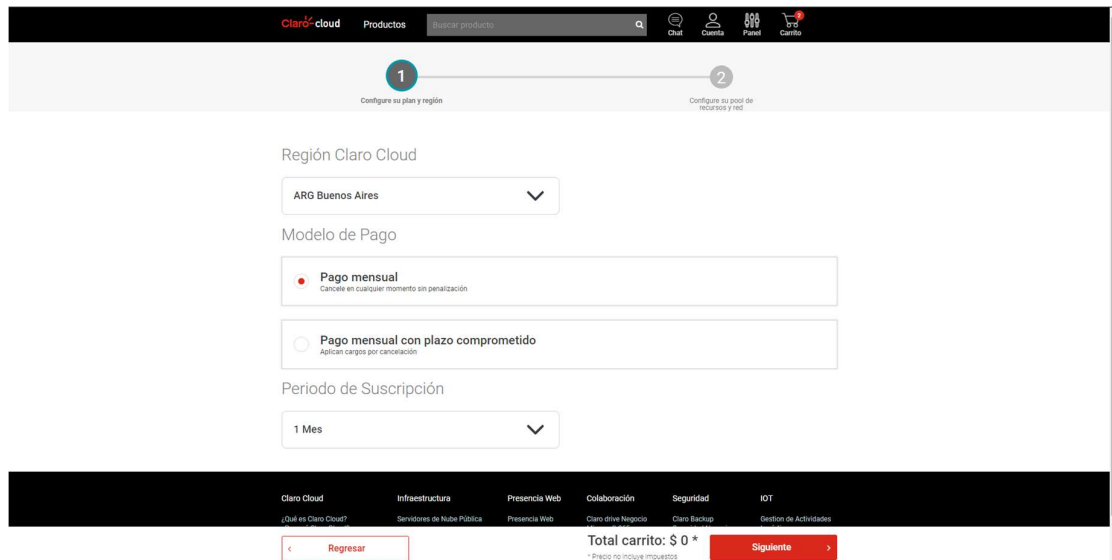 Claro-cloud
Productos
Buscar producto
Chat
Cuenta
Panel
2
Carrito
1
Configure su plan y región
2
Configure su pool de
recursos y red
Región Claro Cloud
ARG Buenos Aires
Modelo de Pago
Pago mensual
Cancele en cualquier momento sin penalización
Pago mensual con plazo comprometido
Aplican cargos por cancelación
Periodo de Suscripción
1 Mes
Claro Cloud
Infraestructura
Presencia Web
Colaboración
Seguridad
IOT
¿Qué es Claro Cloud?
Servidores de Nube Pública
Presencia Web
Claro drive Negocio
Claro Backup
Gestion de Actividades
Regresar
Total carrito: $ 0 *
* Precio no incluye impuestos
Siguiente